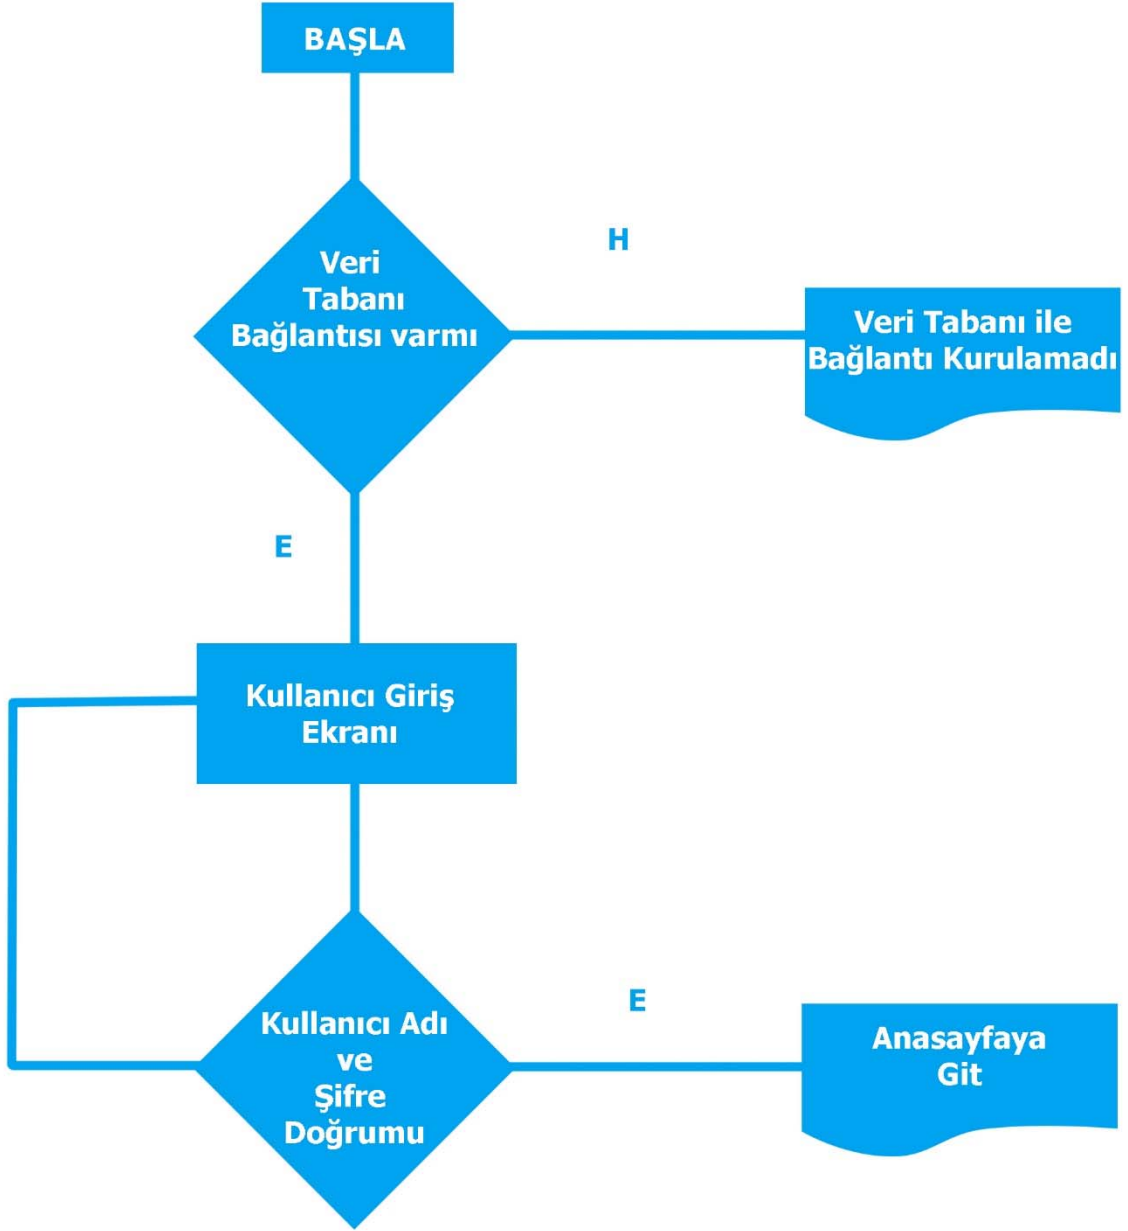 BAŞLA
Veri
Tabanı
Bağlantısı varmı
H
Veri Tabanı ile
Bağlantı Kurulamadı
E
Kullanıcı Giriş
Ekranı
Kullanıcı Adı
ve
Şifre
Doğrumu
E
Anasayfaya
Git